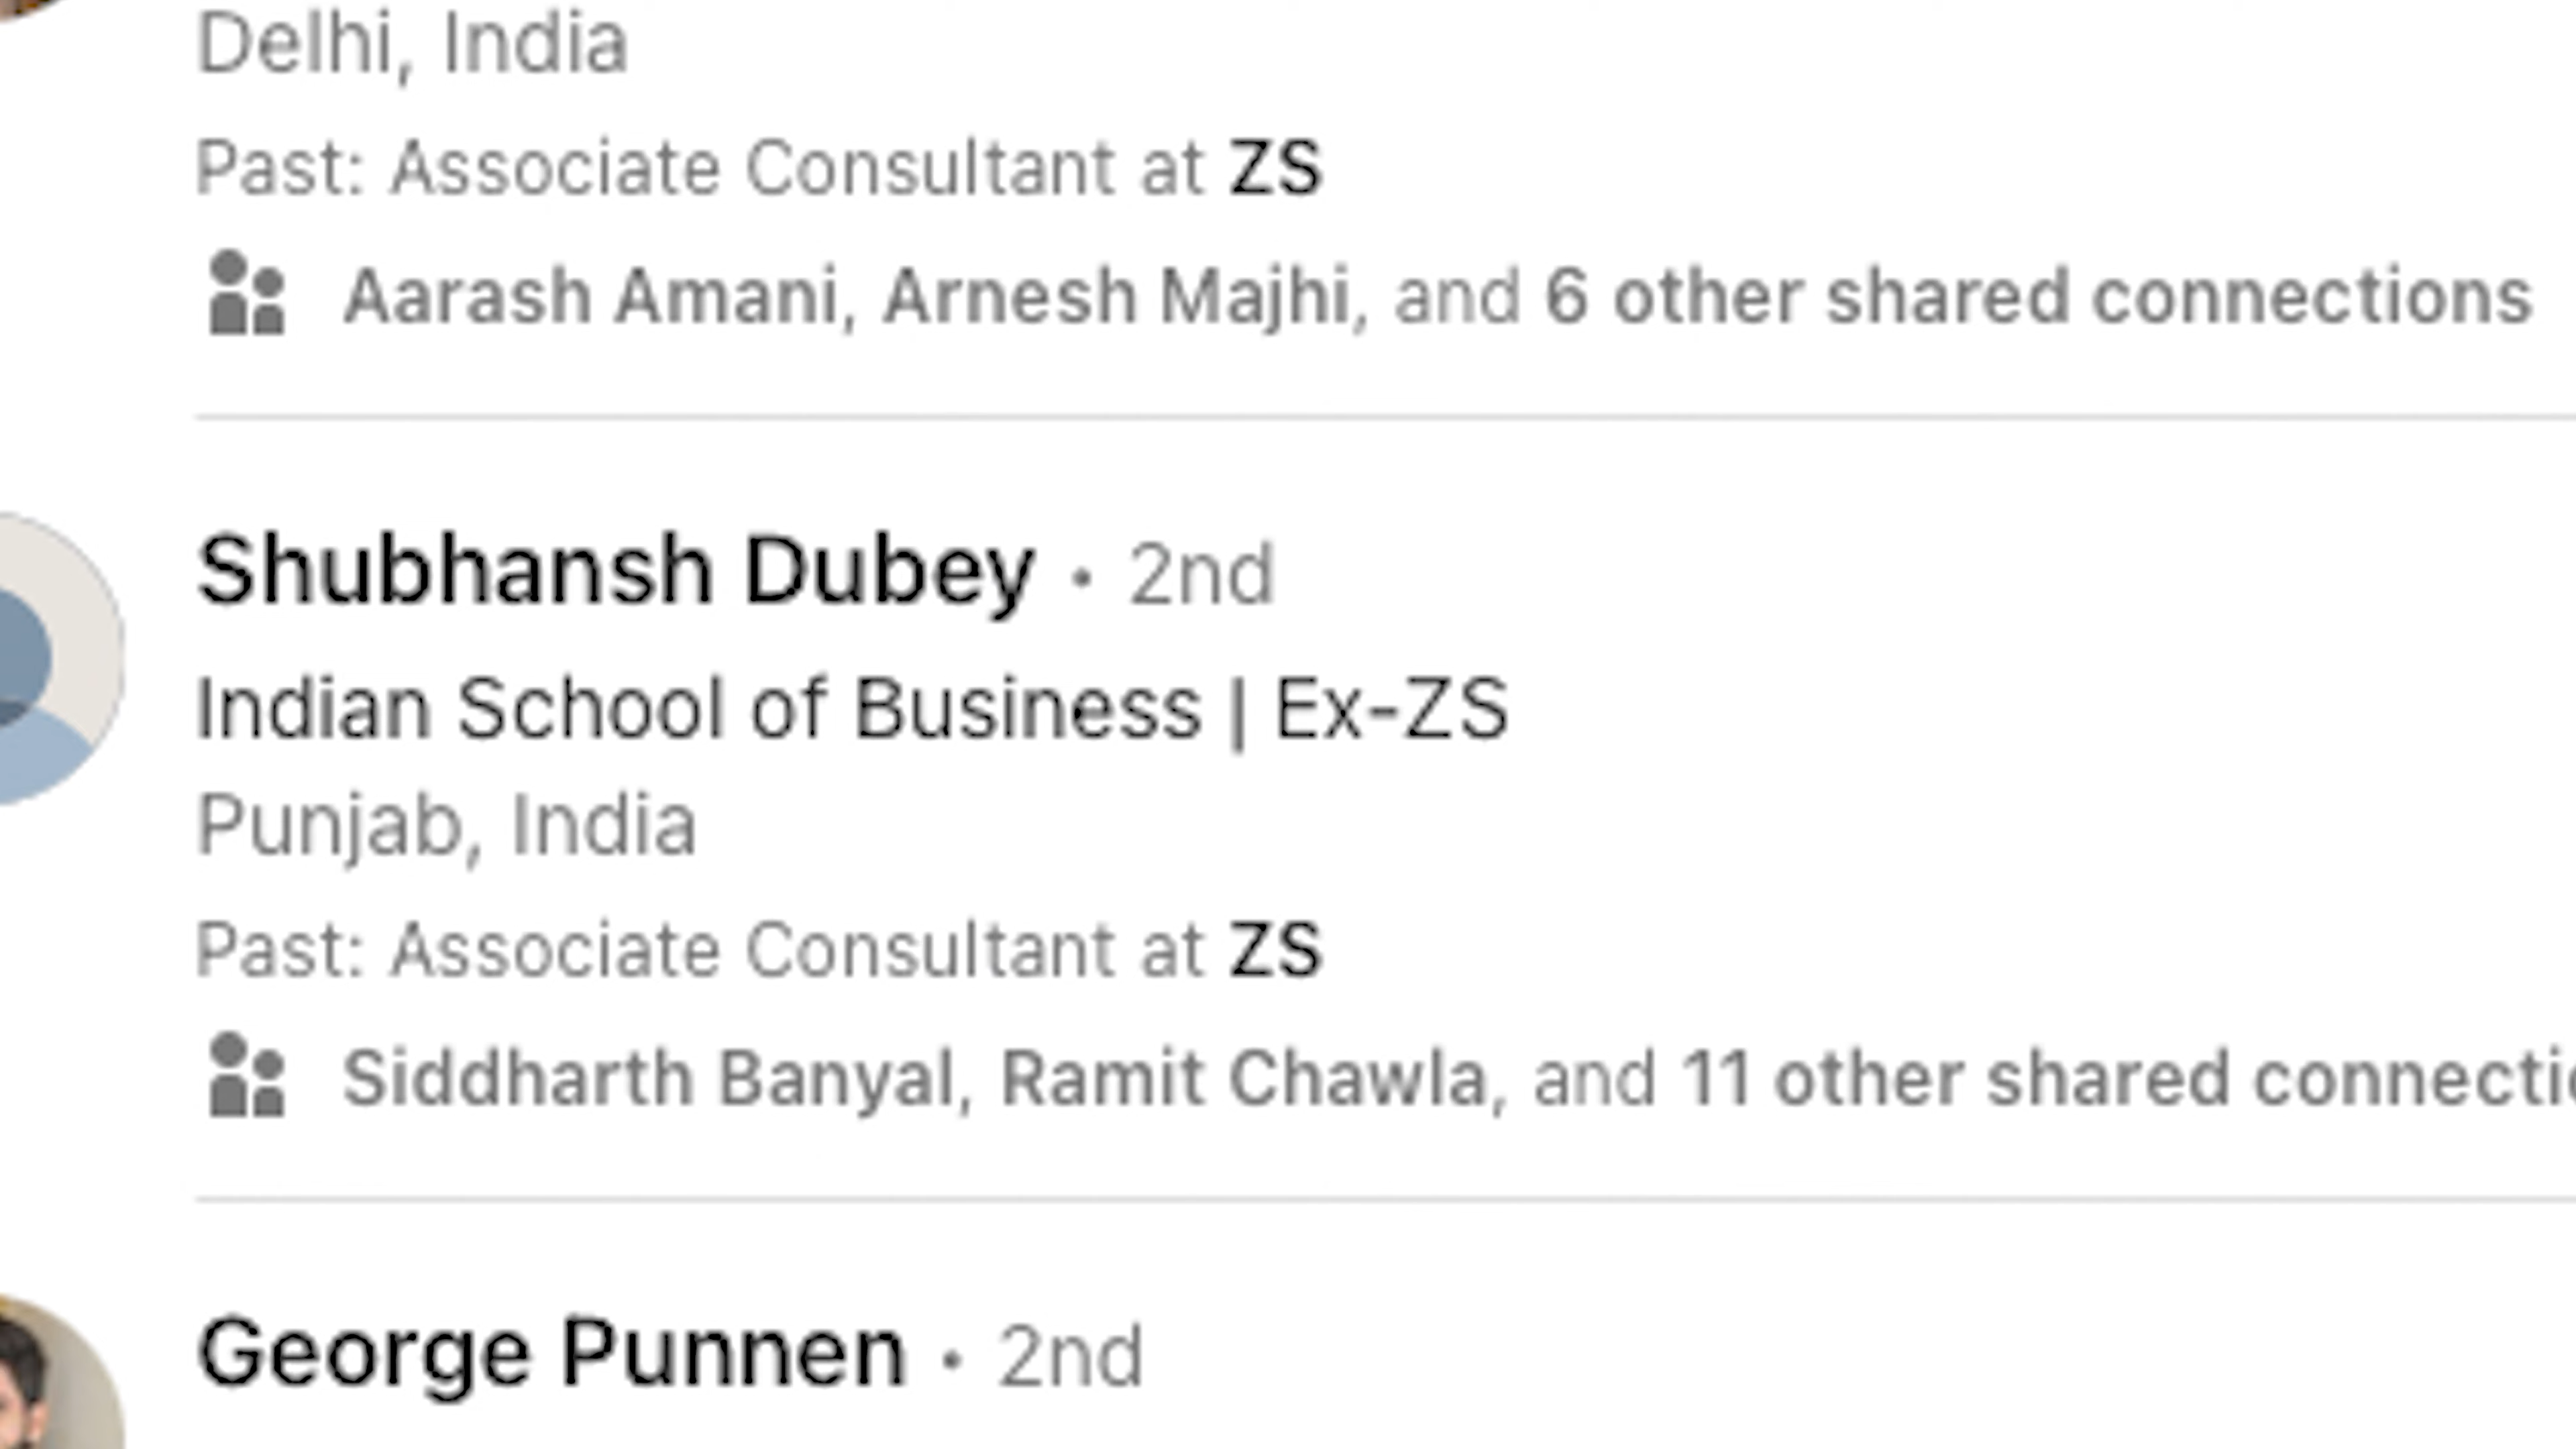 Delhi, India
Past: Associate Consultant at ZS
Aarash Amani, Arnesh Majhi, and 6 other shared connections
Shubhansh Dubey • 2nd
Indian School of Business | Ex-ZS
Punjab, India
Past: Associate Consultant at ZS
Siddharth Banyal, Ramit Chawla, and 11 other shared
George Punnen • 2nd